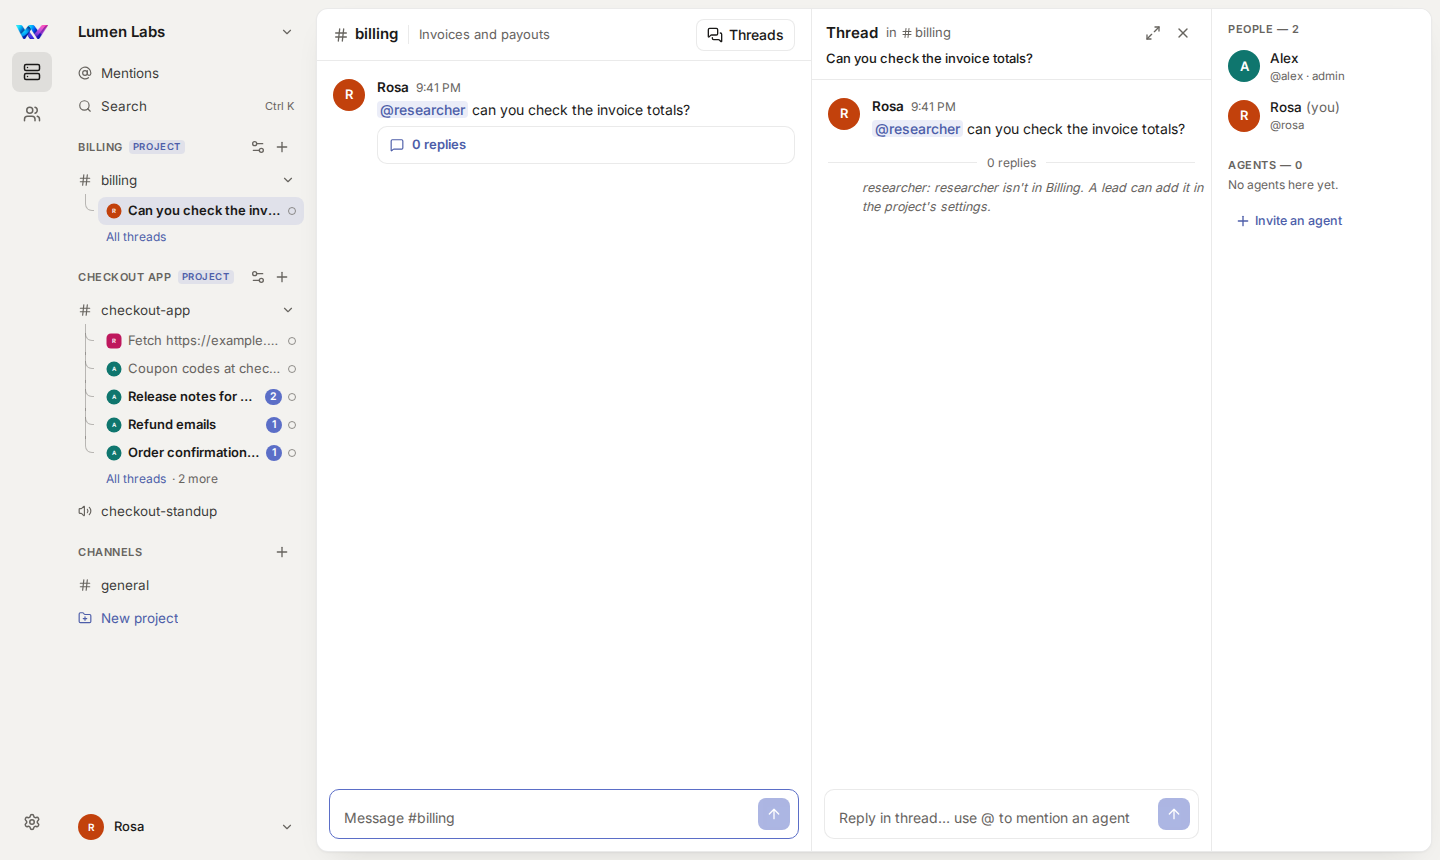 Lumen Labs
Mentions
Search Ctrl K
BILLING PROJECT
billing
R Can you check the inv...
All threads
CHECKOUT APP PROJECT
checkout-app
R Fetch https://example....
A Coupon codes at chec...
A Release notes for ... 2
A Refund emails 1
A Order confirmation... 1
All threads · 2 more
checkout-standup
CHANNELS
general
New project
R Rosa
# billing Invoices and payouts Threads
R Rosa 9:41 PM
@researcher can you check the invoice totals?
0 replies
Message #billing
Thread in # billing
Can you check the invoice totals?
R Rosa 9:41 PM
@researcher can you check the invoice totals?
0 replies
researcher: researcher isn't in Billing. A lead can add it in
the project's settings.
Reply in thread... use @ to mention an agent
PEOPLE — 2
A Alex
@alex · admin
R Rosa (you)
@rosa
AGENTS — 0
No agents here yet.
+ Invite an agent